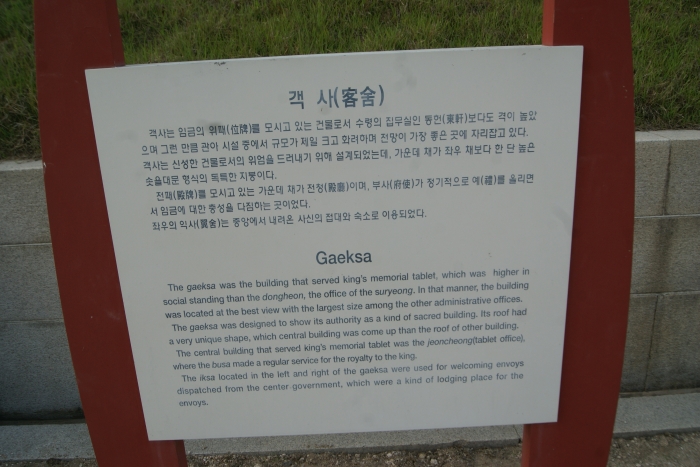 객 사(客舍)
객사는 임금의 위패(位牌)를 모시고 있는 건물로서 수령의 집무실인 동헌(東軒)보다도 격이 높았
으며 그런 만큼 관아 시설 중에서 규모가 제일 크고 화려하며 전망이 가장 좋은 곳에 자리잡고 있다.
객사는 신성한 건물로서의 위엄을 드러내기 위해 설계되었는데, 가운데 채가 좌우 채보다 한 단 높은
솟을대문 형식의 독특한 지붕이다.
전패(殿牌)를 모시고 있는 가운데 채가 전청(殿廳)이며, 부사(府使)가 정기적으로 예(禮)를 올리면
서 임금에 대한 충성을 다짐하는 곳이었다.
좌우의 익사(翼舍)는 중앙에서 내려온 사신의 접대와 숙소로 이용되었다.
Gaeksa
The gaeksa was the building that served king's memorial tablet, which was higher in
social standing than the dongheon, the office of the suryeong. In that manner, the building
was located at the best view with the largest size among the other administrative offices.
The gaeksa was designed to show its authority as a kind of sacred building. Its roof had
a very unique shape, which central building was come up than the roof of other building.
The central building that served king's memorial tablet was the jeoncheong(tablet office),
where the busa made a regular service for the royalty to the king.
The iksa located in the left and right of the gaeksa were used for welcoming envoys
dispatched from the center government, which were a kind of lodging place for the
envoys.